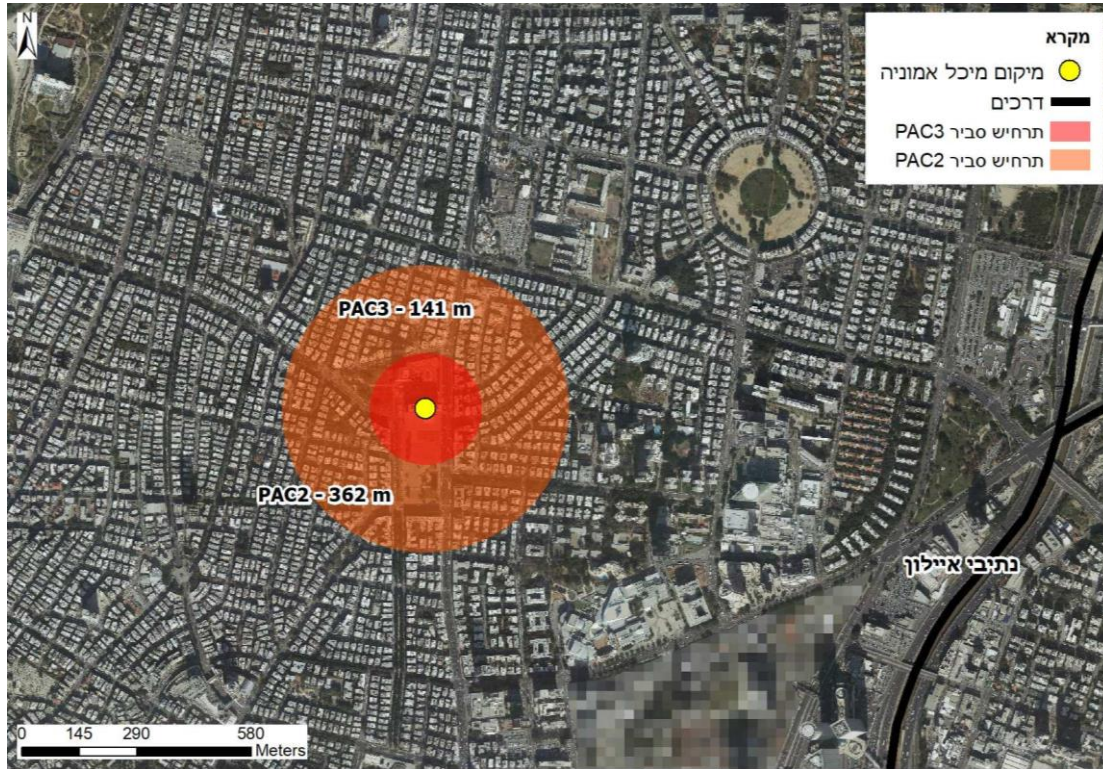 N
מקרא
מיקום מיכל אמוניה
דרכים
תרחיש סביר PAC3
תרחיש סביר PAC2
PAC3 - 141 m
PAC2 - 362 m
נתיבי איילון
0 145 290 580
Meters